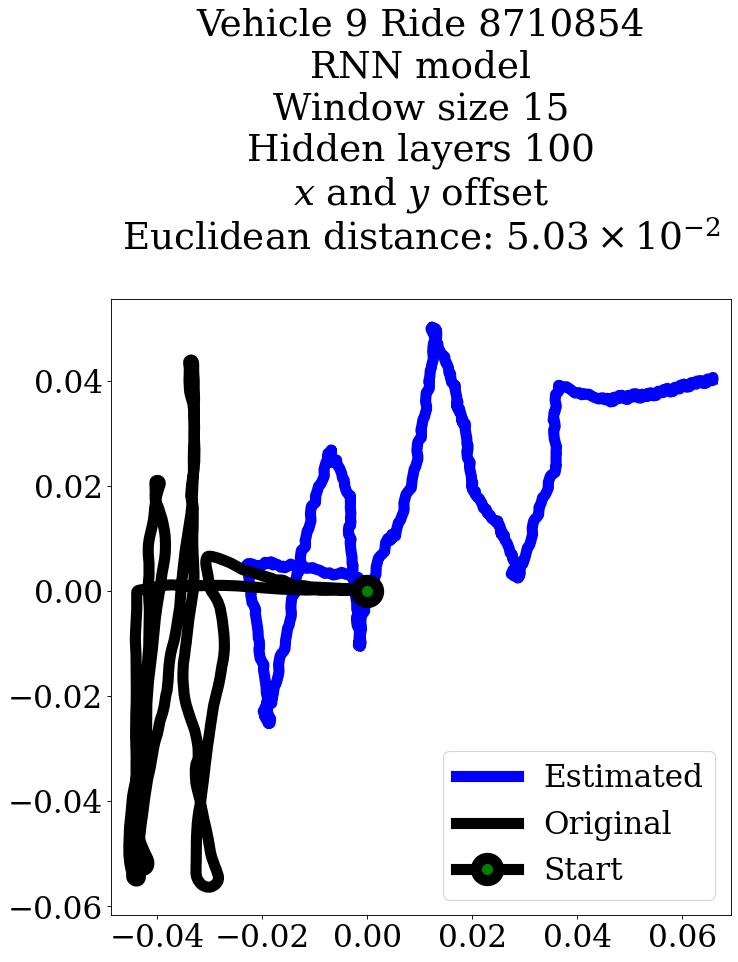 Vehicle 9 Ride 8710854
RNN model
Window size 15
Hidden layers 100
x and y offset
Euclidean distance: 5.03 × 10⁻²
0.04
0.02
0.00
−0.02
−0.04
−0.06
Estimated
Original
Start
−0.04 −0.02 0.00 0.02 0.04 0.06